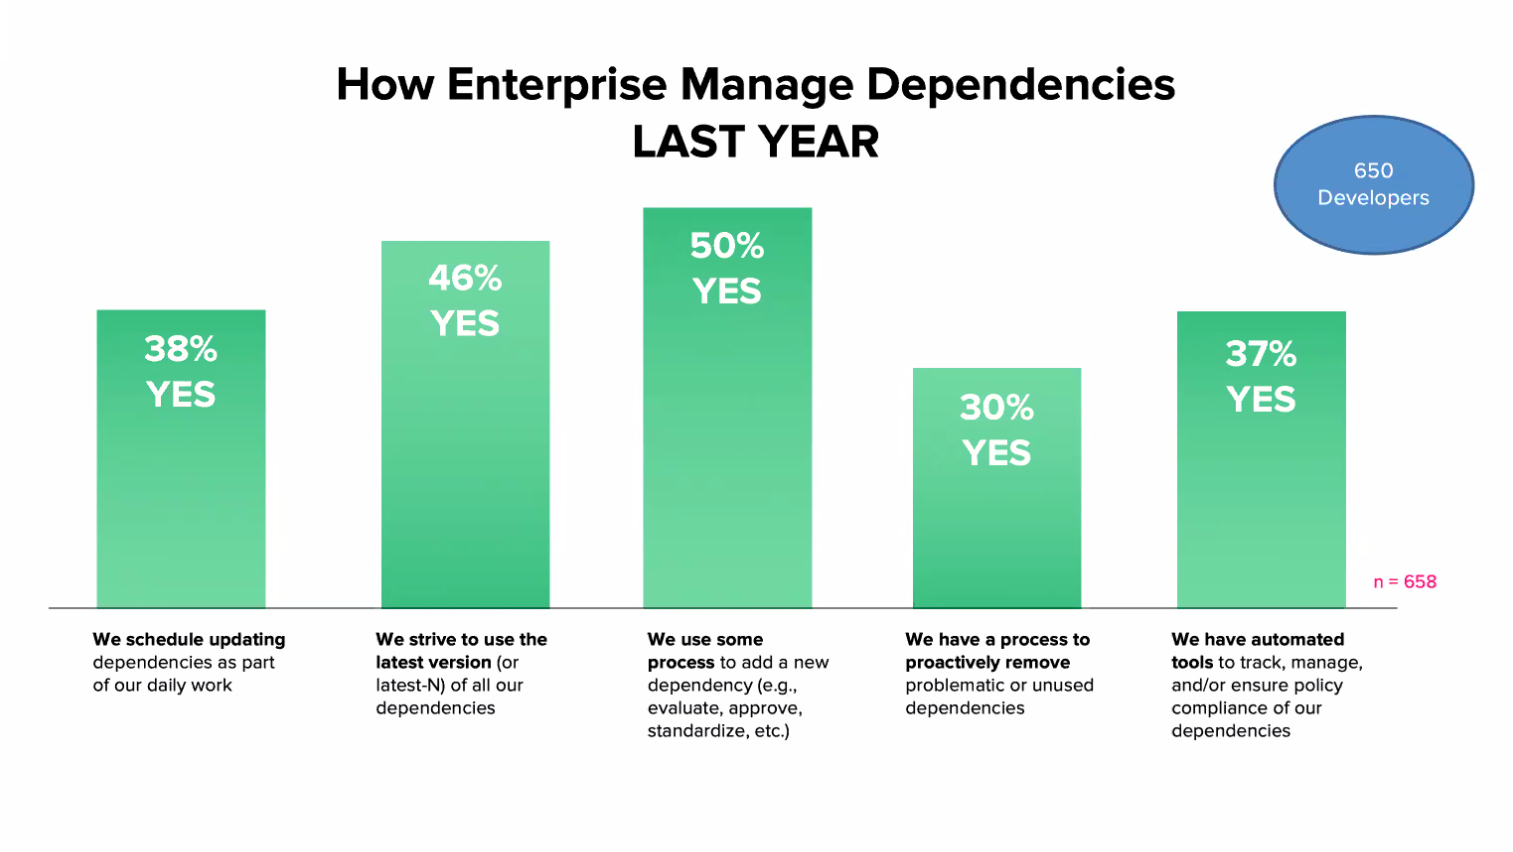 How Enterprise Manage Dependencies
LAST YEAR
650
Developers
38%
YES
46%
YES
50%
YES
30%
YES
37%
YES
n = 658
We schedule updating
dependencies as part
of our daily work
We strive to use the
latest version (or
latest-N) of all our
dependencies
We use some
process to add a new
dependency (e.g.,
evaluate, approve,
standardize, etc.)
We have a process to
proactively remove
problematic or unused
dependencies
We have automated
tools to track, manage,
and/or ensure policy
compliance of our
dependencies